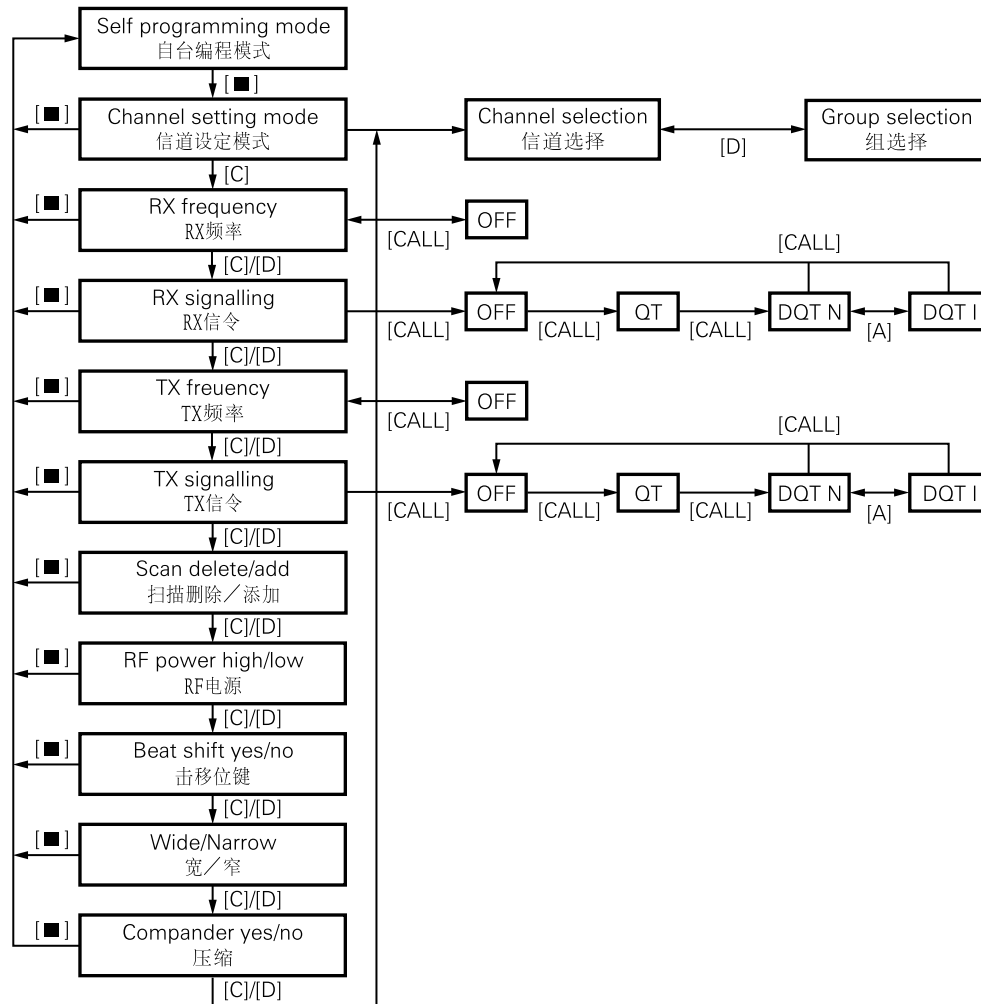 Self programming mode
自台编程模式
[■]
[■]
Channel setting mode
信道设定模式
Channel selection
信道选择
[D]
Group selection
组选择
[C]
[■]
RX frequency
RX频率
[CALL]
OFF
[C]/[D]
[CALL]
[■]
RX signalling
RX信令
[CALL]
OFF
[CALL]
QT
[CALL]
DQT N
[A]
DQT I
[C]/[D]
[■]
TX freuency
TX频率
[CALL]
OFF
[C]/[D]
[CALL]
[■]
TX signalling
TX信令
[CALL]
OFF
[CALL]
QT
[CALL]
DQT N
[A]
DQT I
[C]/[D]
[■]
Scan delete/add
扫描删除／添加
[C]/[D]
[■]
RF power high/low
RF电源
[C]/[D]
[■]
Beat shift yes/no
击移位键
[C]/[D]
[■]
Wide/Narrow
宽／窄
[C]/[D]
[■]
Compander yes/no
压缩
[C]/[D]